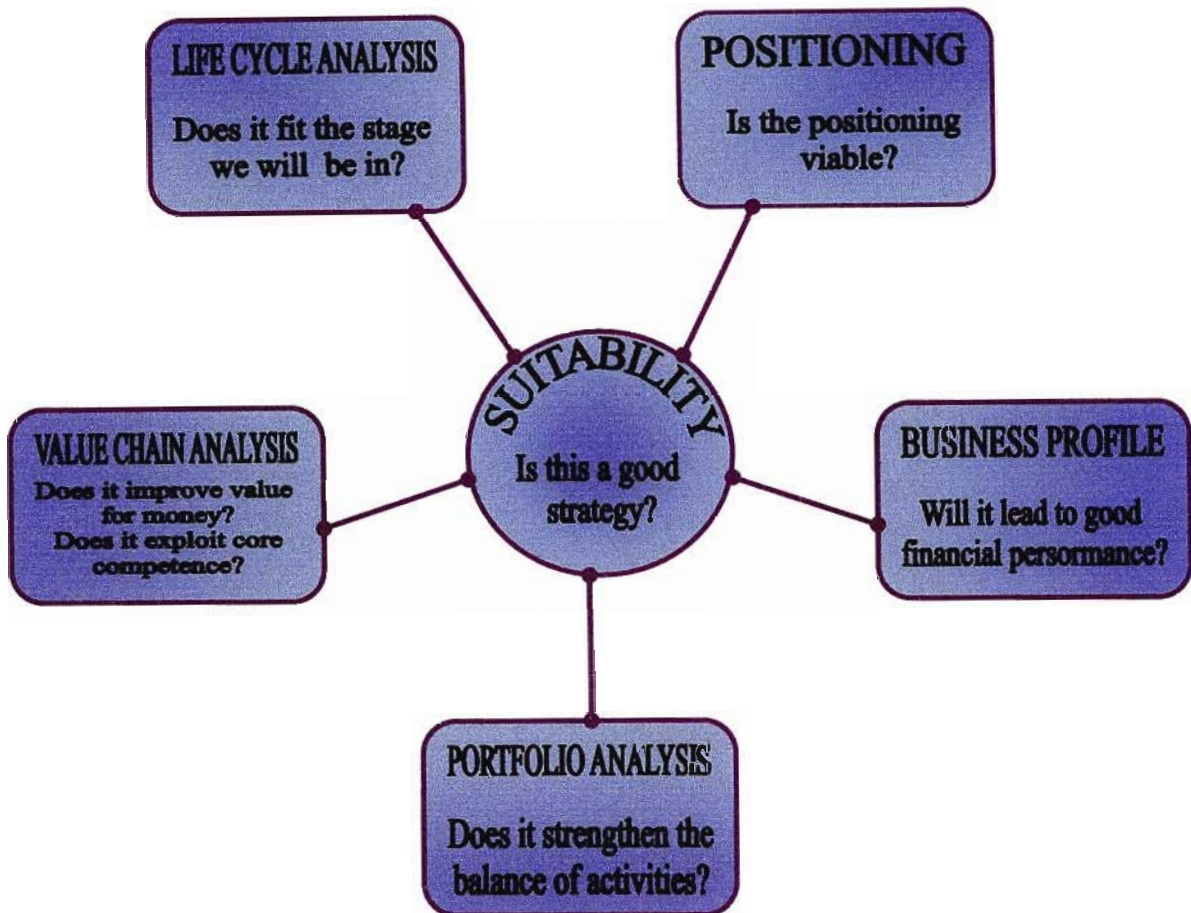 LIFE CYCLE ANALYSIS
Does it fit the stage
we will be in?
POSITIONING
Is the positioning
viable?
SUITABILITY
Is this a good
strategy?
VALUE CHAIN ANALYSIS
Does it improve value
for money?
Does it exploit core
competence?
BUSINESS PROFILE
Will it lead to good
financial persormance?
PORTFOLIO ANALYSIS
Does it strengthen the
balance of activities?